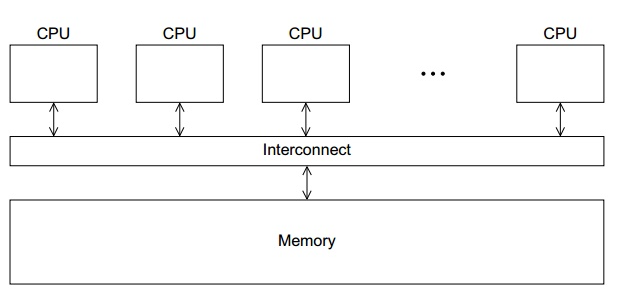 CPU CPU CPU CPU
...
Interconnect
Memory